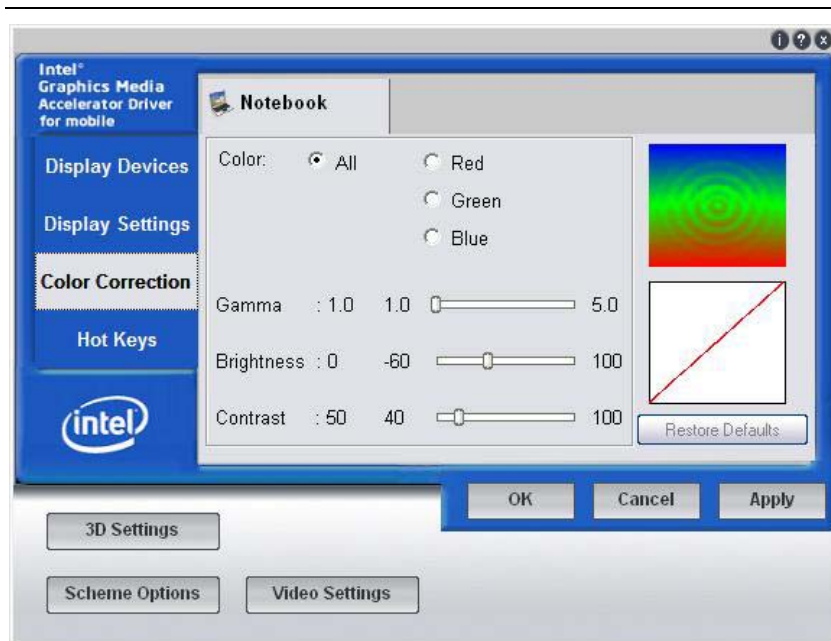 Intel®
Graphics Media
Accelerator Driver
for mobile
Notebook
Display Devices
Display Settings
Color Correction
Hot Keys
intel
Color: All Red
Green
Blue
Gamma : 1.0 1.0 5.0
Brightness : 0 -60 100
Contrast : 50 40 100
Restore Defaults
OK Cancel Apply
3D Settings
Scheme Options Video Settings